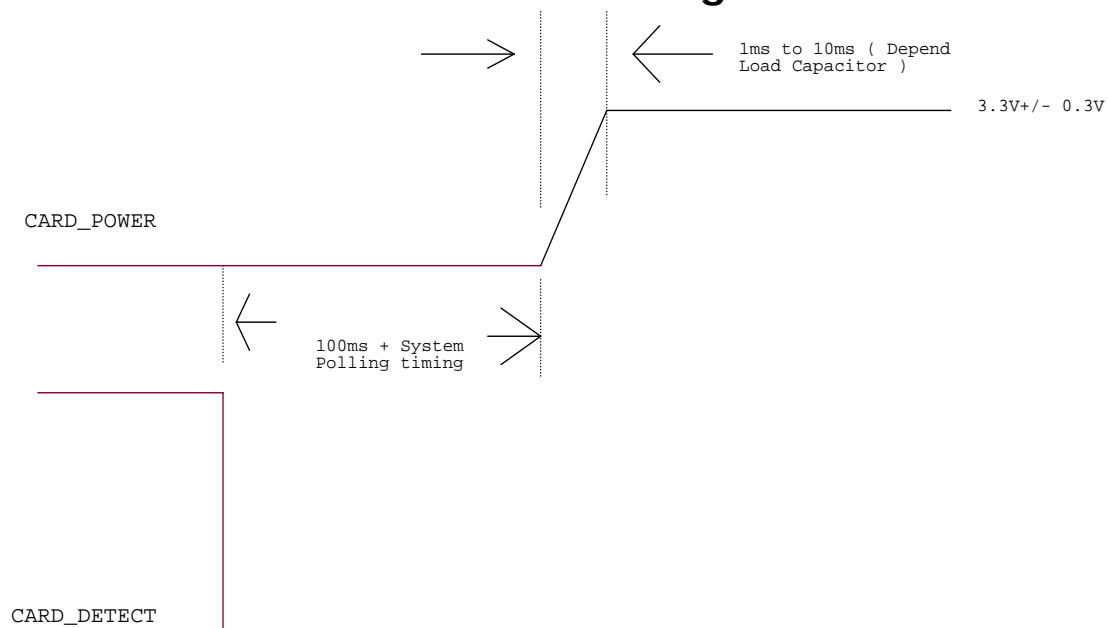 1ms to 10ms ( Depend
Load Capacitor )
3.3V+/- 0.3V
CARD_POWER
100ms + System
Polling timing
CARD_DETECT